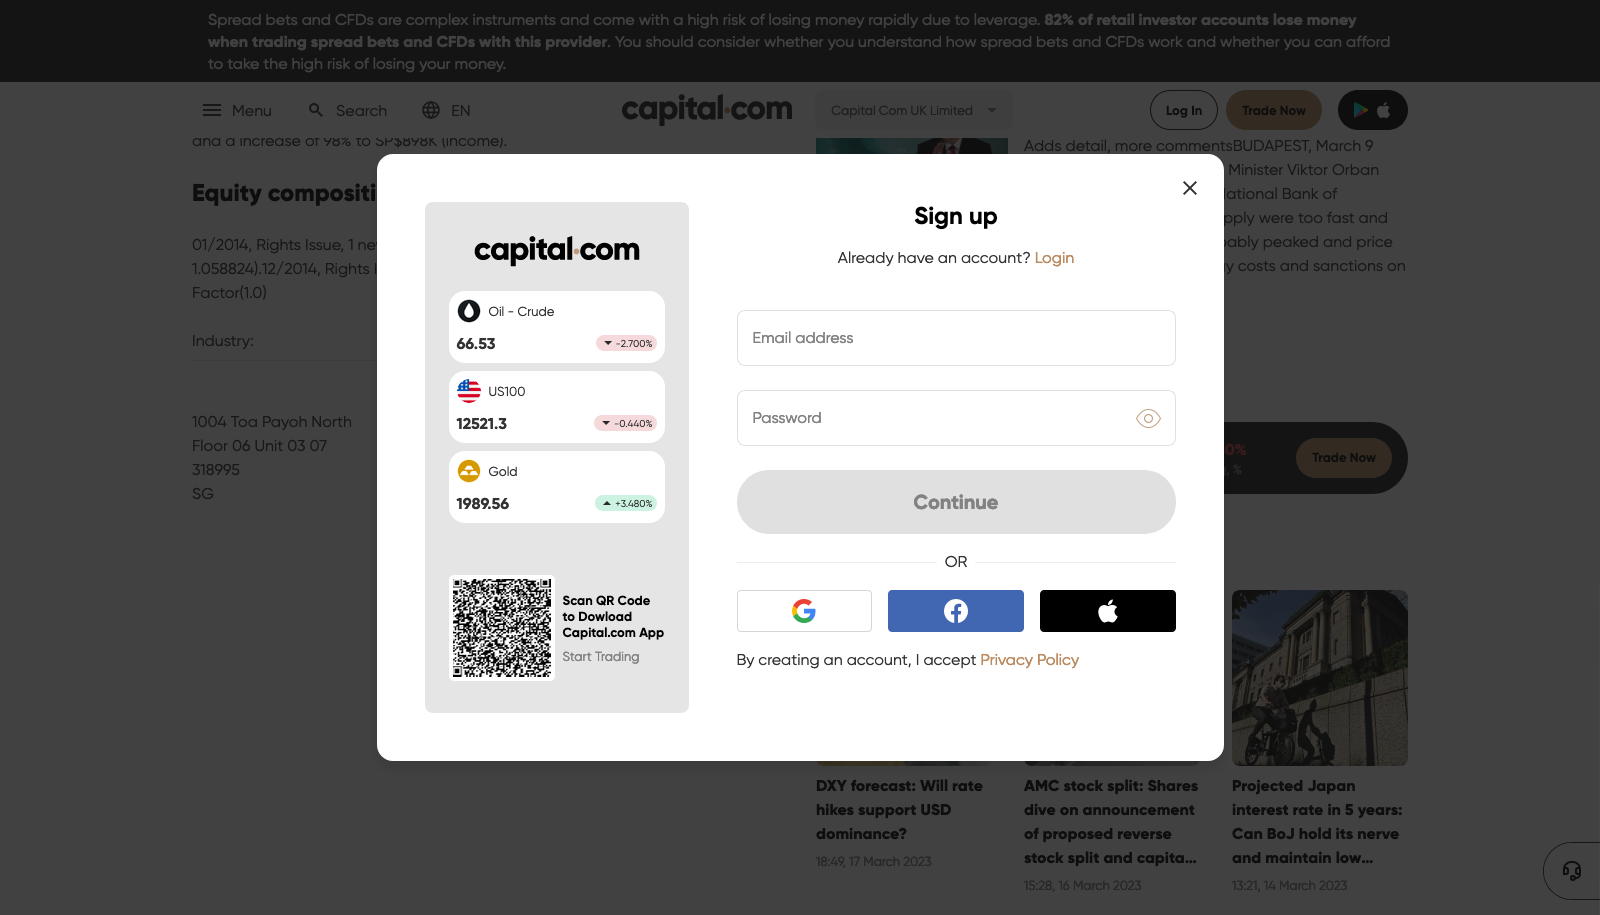 Spread bets and CFDs are complex instruments and come with a high risk of losing money rapidly due to leverage. 82% of retail investor accounts lose money
when trading spread bets and CFDs with this provider. You should consider whether you understand how spread bets and CFDs work and whether you can afford
to take the high risk of losing your money.
Menu
Search
EN
capital.com
Capital Com UK Limited
Log In
Trade Now
and a increase of 98% to SP$898K (Income).
Adds detail, more commentsBUDAPEST, March 9
Minister Viktor Orban
National Bank of
pply were too fast and
bably peaked and price
y costs and sanctions on
Equity compositi
01/2014, Rights Issue, 1 ne
1.058824).12/2014, Rights
Factor(1.0)
Industry:
1004 Toa Payoh North
Floor 06 Unit 03 07
318995
SG
capital.com
Oil - Crude
66.53
-2.700%
US100
12521.3
-0.440%
Gold
1989.56
+3.480%
Scan QR Code
to Dowload
Capital.com App
Start Trading
Sign up
Already have an account? Login
Email address
Password
Continue
OR
By creating an account, I accept Privacy Policy
0%
%
Trade Now
DXY forecast: Will rate
hikes support USD
dominance?
18:49, 17 March 2023
AMC stock split: Shares
dive on announcement
of proposed reverse
stock split and capita...
15:28, 16 March 2023
Projected Japan
interest rate in 5 years:
Can BoJ hold its nerve
and maintain low...
13:21, 14 March 2023